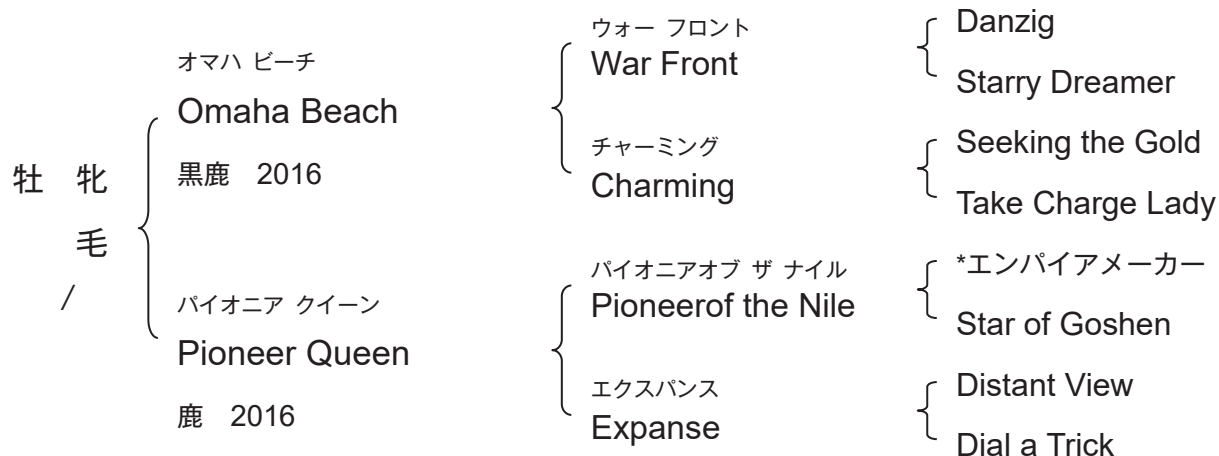 牡 牝
毛
/
オマハ ビーチ
Omaha Beach
黒鹿 2016
パイオニア クイーン
Pioneer Queen
鹿 2016
ウォー フロント
War Front
チャーミング
Charming
パイオニアオブ ザ ナイル
Pioneerof the Nile
エクスパンス
Expanse
Danzig
Starry Dreamer
Seeking the Gold
Take Charge Lady
*エンパイアメーカー
Star of Goshen
Distant View
Dial a Trick